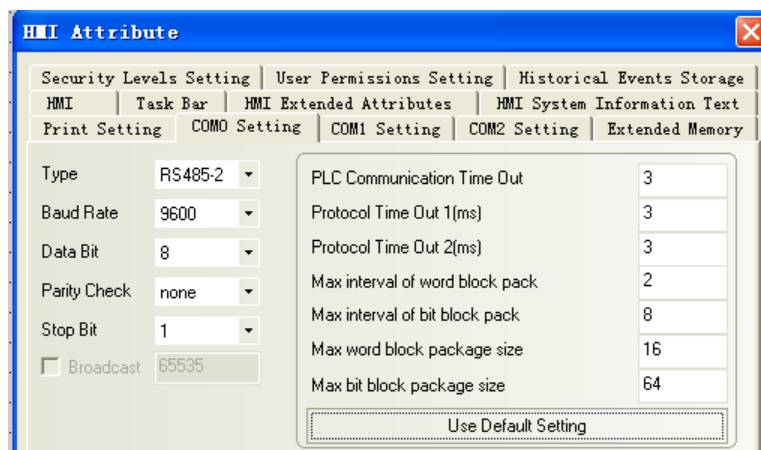 HMI Attribute
Security Levels Setting User Permissions Setting Historical Events Storage
HMI Task Bar HMI Extended Attributes HMI System Information Text
Print Setting COM0 Setting COM1 Setting COM2 Setting Extended Memory
Type RS485-2
Baud Rate 9600
Data Bit 8
Parity Check none
Stop Bit 1
Broadcast 65535
PLC Communication Time Out 3
Protocol Time Out 1(ms) 3
Protocol Time Out 2(ms) 3
Max interval of word block pack 2
Max interval of bit block pack 8
Max word block package size 16
Max bit block package size 64
Use Default Setting